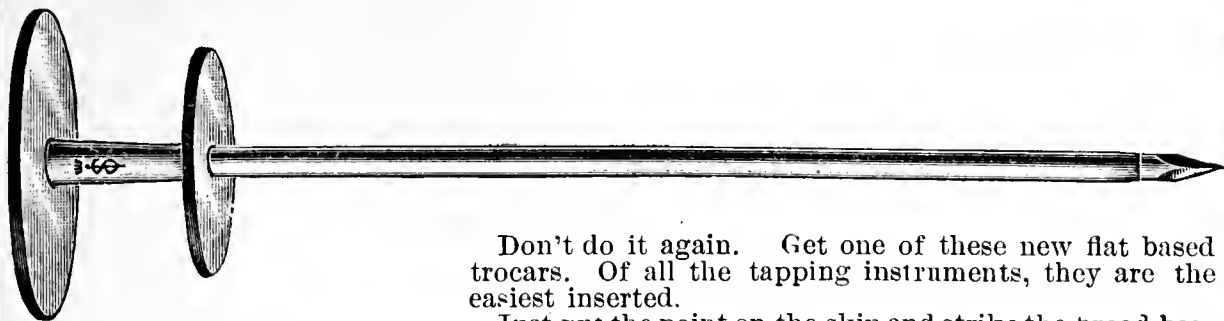 Don't do it again. Get one of these new flat based
trocars. Of all the tapping instruments, they are the
easiest inserted.